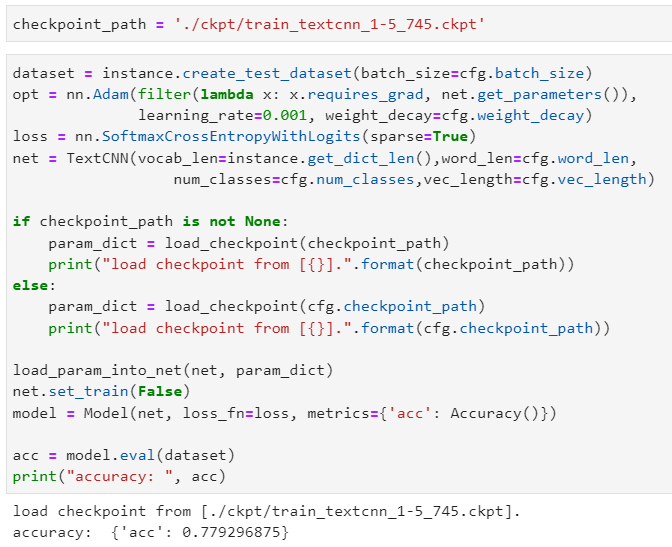 checkpoint_path = './ckpt/train_textcnn_1-5_745.ckpt'
dataset = instance.create_test_dataset(batch_size=cfg.batch_size)
opt = nn.Adam(filter(lambda x: x.requires_grad, net.get_parameters()),
              learning_rate=0.001, weight_decay=cfg.weight_decay)
loss = nn.SoftmaxCrossEntropyWithLogits(sparse=True)
net = TextCNN(vocab_len=instance.get_dict_len(),word_len=cfg.word_len,
                  num_classes=cfg.num_classes,vec_length=cfg.vec_length)

if checkpoint_path is not None:
    param_dict = load_checkpoint(checkpoint_path)
    print("load checkpoint from [{}].".format(checkpoint_path))
else:
    param_dict = load_checkpoint(cfg.checkpoint_path)
    print("load checkpoint from [{}].".format(cfg.checkpoint_path))

load_param_into_net(net, param_dict)
net.set_train(False)
model = Model(net, loss_fn=loss, metrics={'acc': Accuracy()})

acc = model.eval(dataset)
print("accuracy: ", acc)
load checkpoint from [./ckpt/train_textcnn_1-5_745.ckpt].
accuracy:  {'acc': 0.779296875}